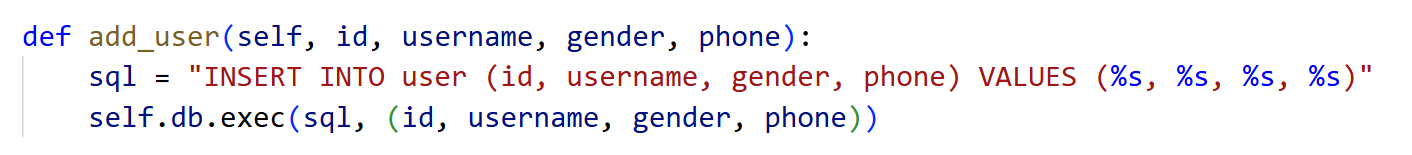 def add_user(self, id, username, gender, phone):
    sql = "INSERT INTO user (id, username, gender, phone) VALUES (%s, %s, %s, %s)"
    self.db.exec(sql, (id, username, gender, phone))